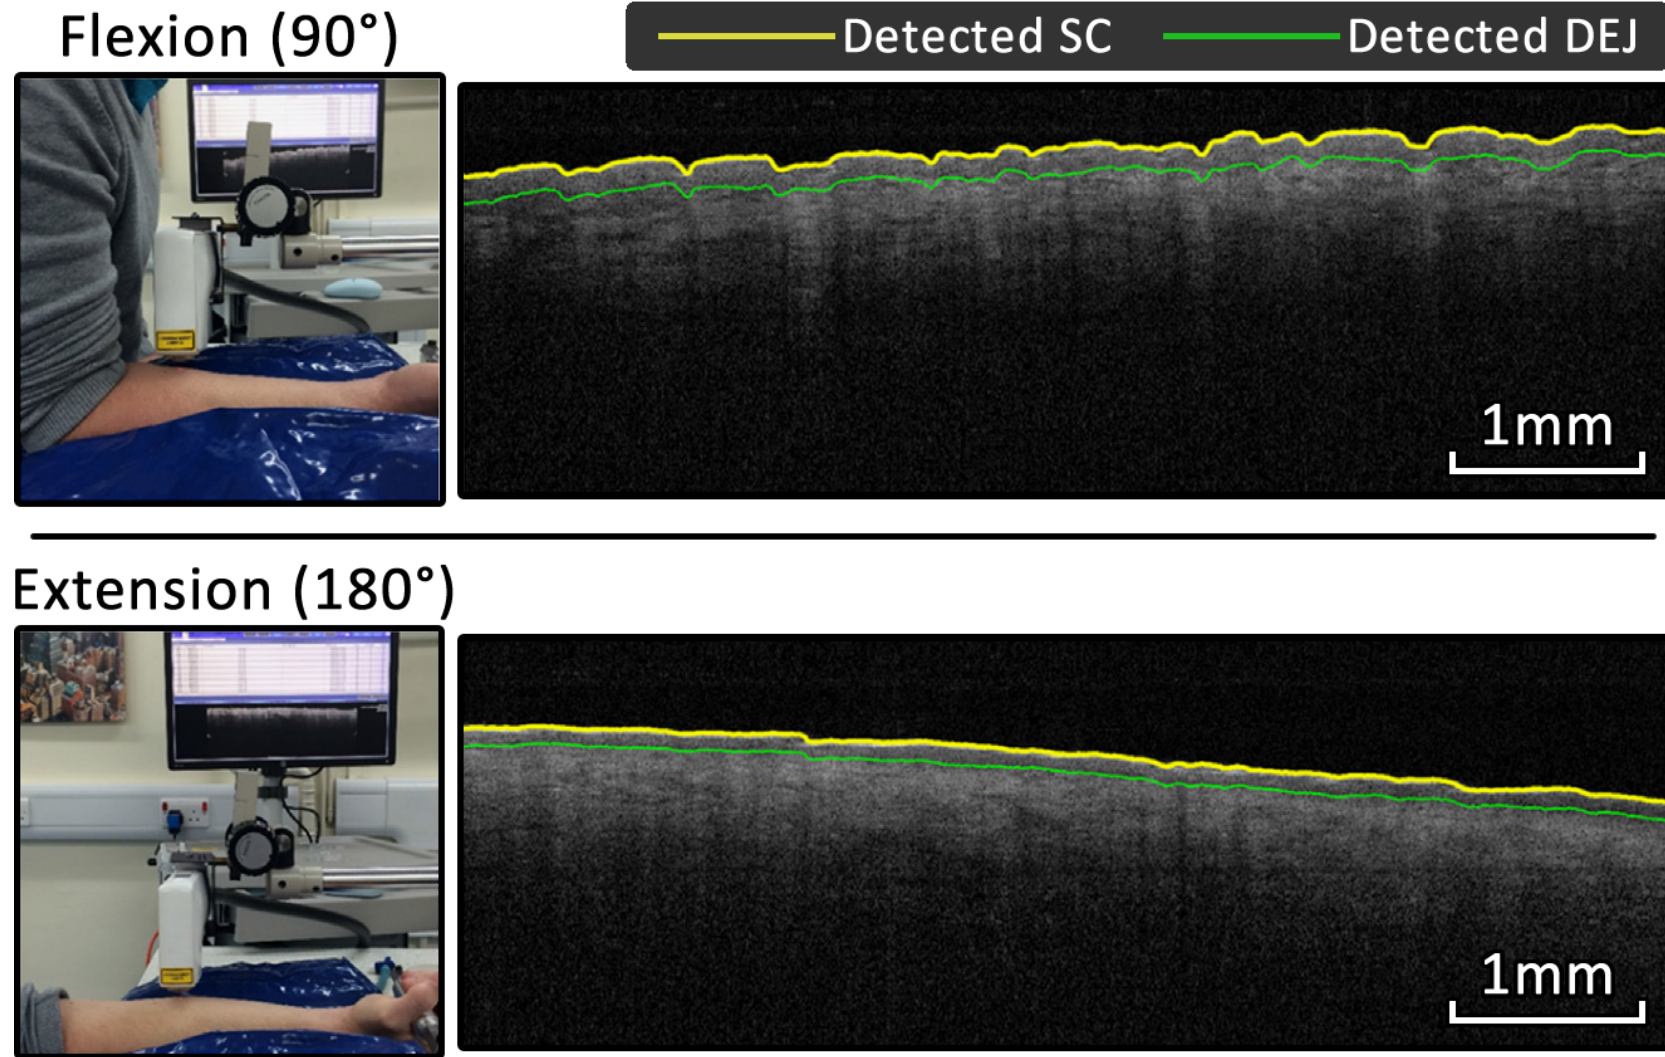 Flexion (90°)
Detected SC
Detected DEJ
1mm
Extension (180°)
1mm